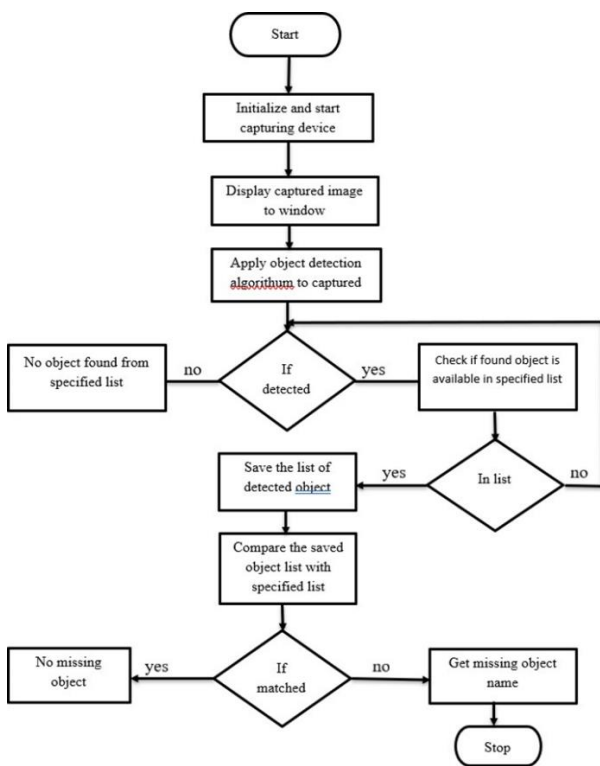 Start
Initialize and start
capturing device
Display captured image
to window
Apply object detection
algorithum to captured
If
detected
no
yes
No object found from
specified list
Check if found object is
available in specified list
In list
yes
no
Save the list of
detected object
Compare the saved
object list with
specified list
If
matched
yes
no
No missing
object
Get missing object
name
Stop